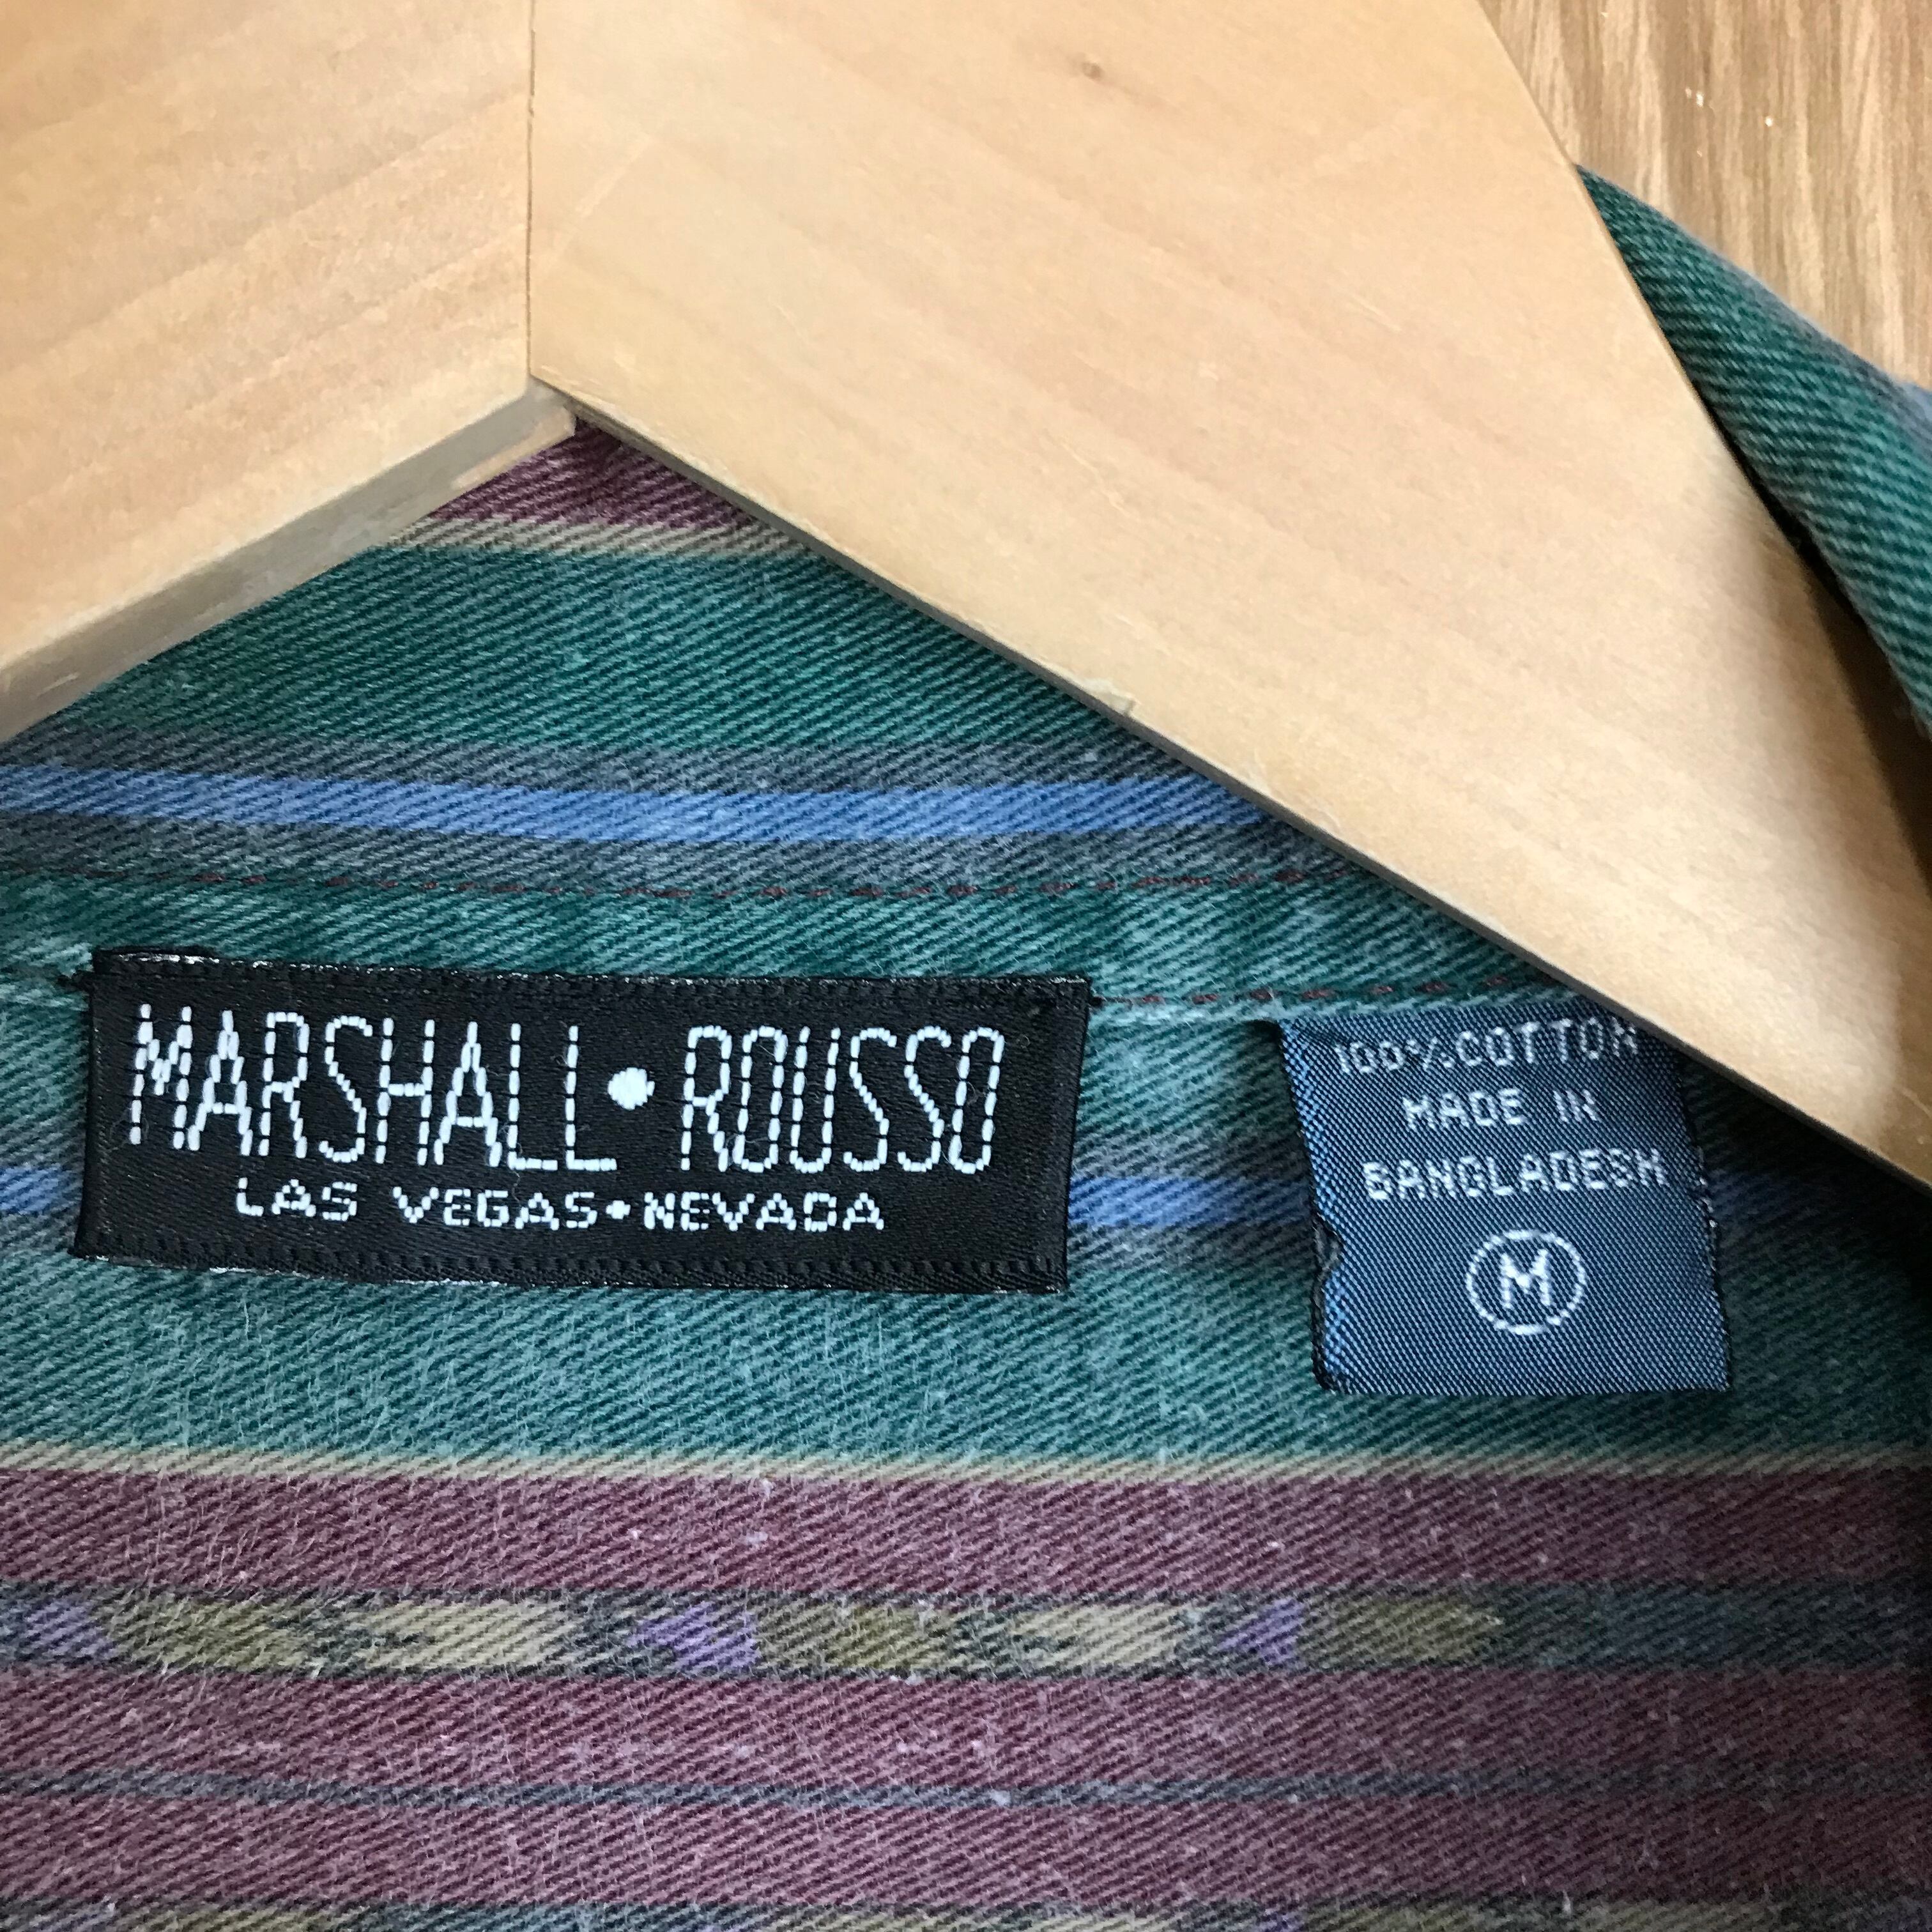 MARSHALL • ROUSSO
LAS VEGAS • NEVADA
100% COTTON
MADE IN
BANGLADESH
M